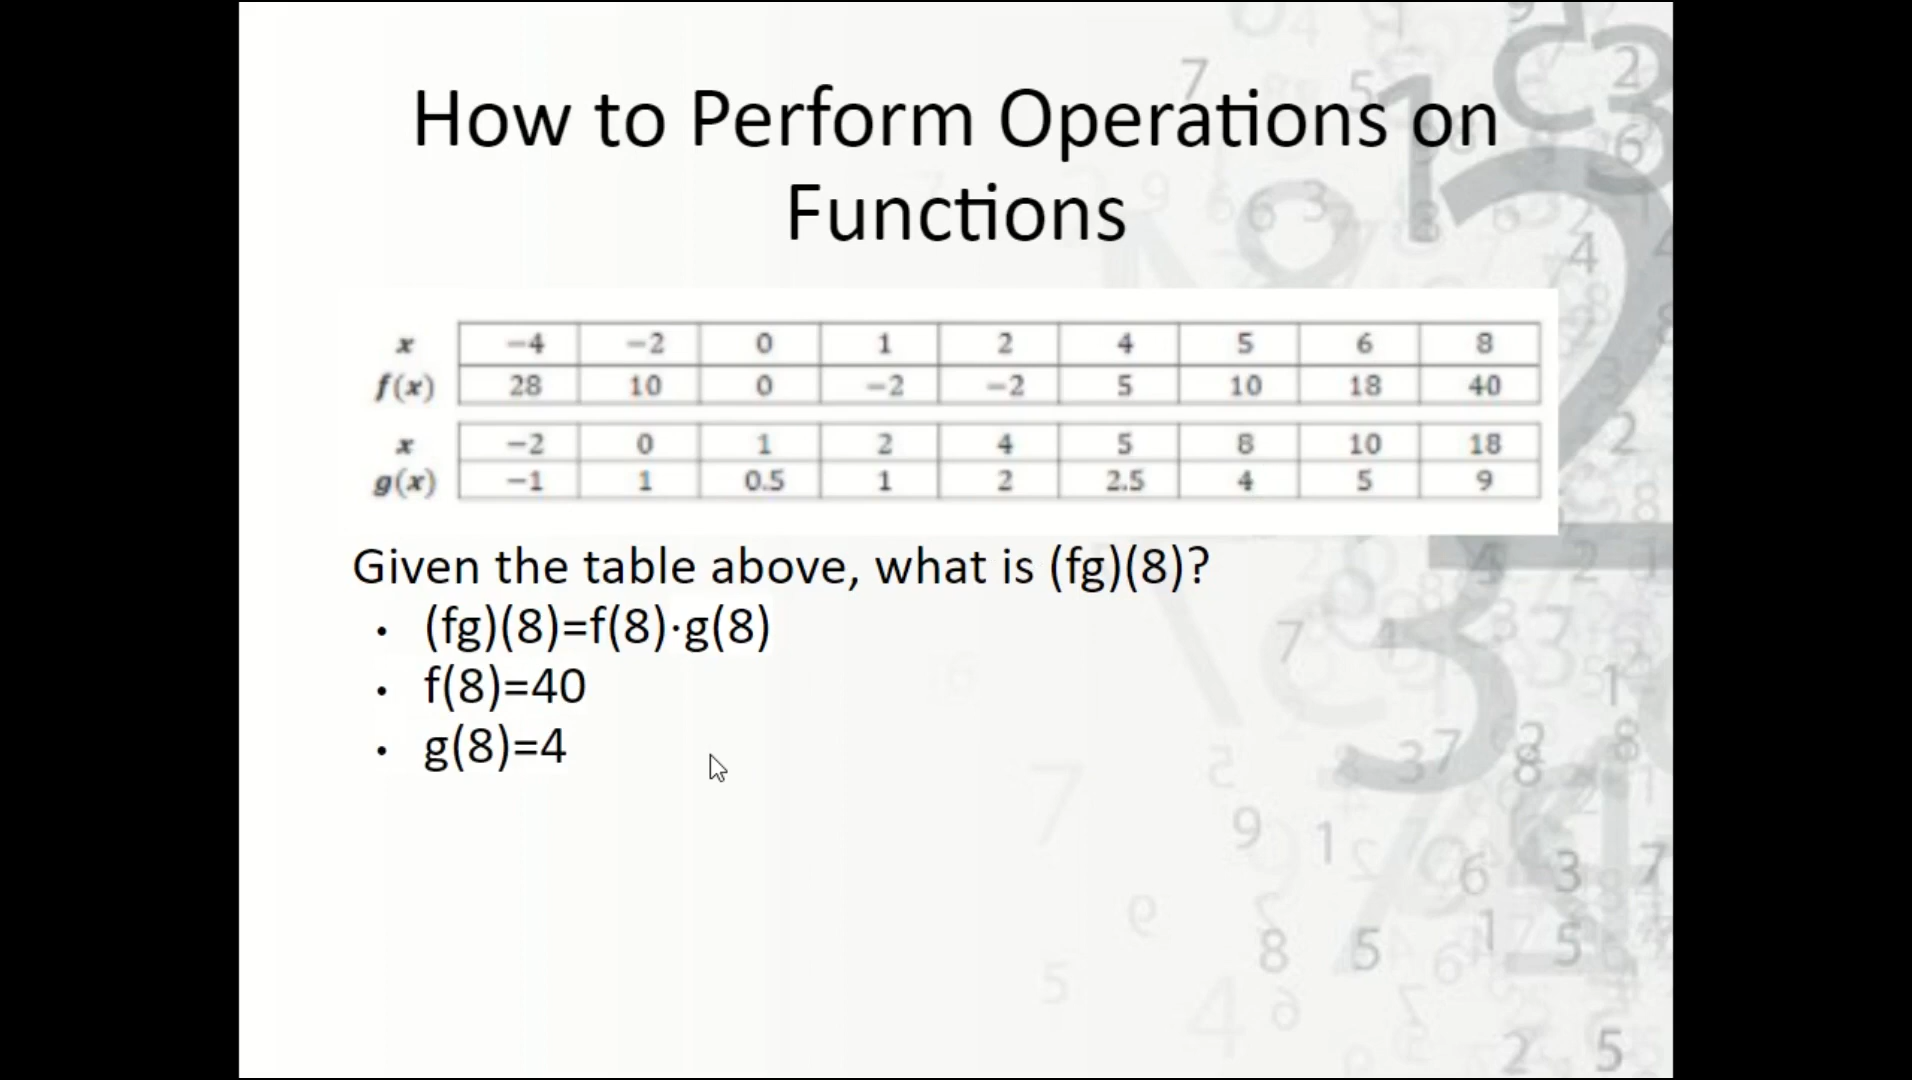 How to Perform Operations on
Functions
x −4 −2 0 1 2 4 5 6 8
f(x) 28 10 0 −2 −2 5 10 18 40
x −2 0 1 2 4 5 8 10 18
g(x) −1 1 0.5 1 2 2.5 4 5 9
Given the table above, what is (fg)(8)?
• (fg)(8)=f(8)·g(8)
• f(8)=40
• g(8)=4